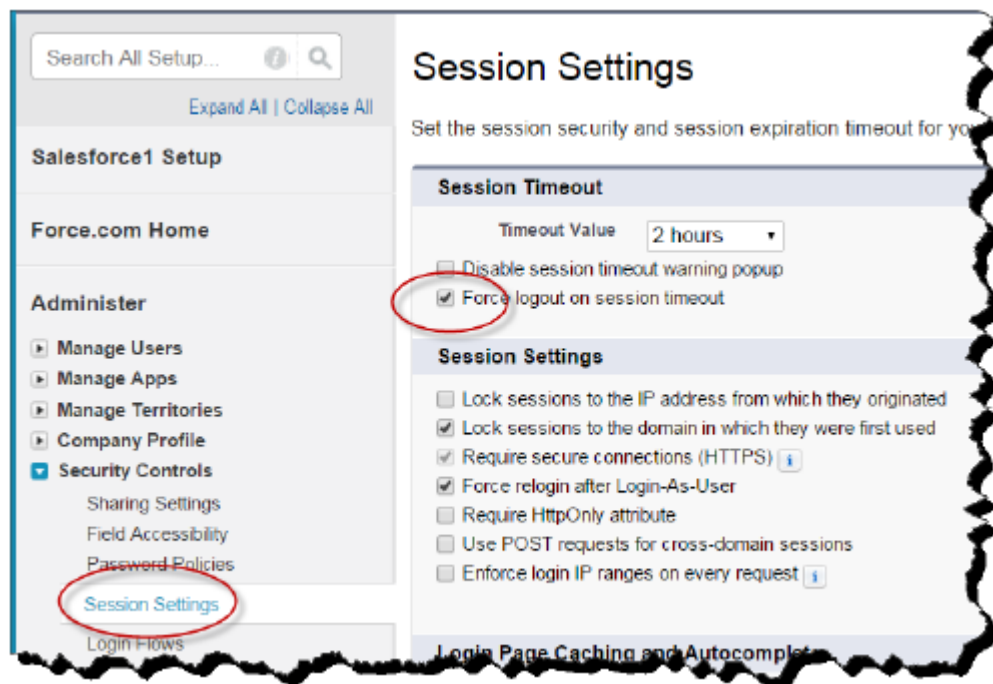 Search All Setup...
Expand All | Collapse All
Salesforce1 Setup
Force.com Home
Administer
Manage Users
Manage Apps
Manage Territories
Company Profile
Security Controls
Sharing Settings
Field Accessibility
Password Policies
Session Settings
Login Flows
Session Settings
Set the session security and session expiration timeout for
Session Timeout
Timeout Value 2 hours
Disable session timeout warning popup
Force logout on session timeout
Session Settings
Lock sessions to the IP address from which they originated
Lock sessions to the domain in which they were first used
Require secure connections (HTTPS)
Force relogin after Login-As-User
Require HttpOnly attribute
Use POST requests for cross-domain sessions
Enforce login IP ranges on every request
Login Page Caching and